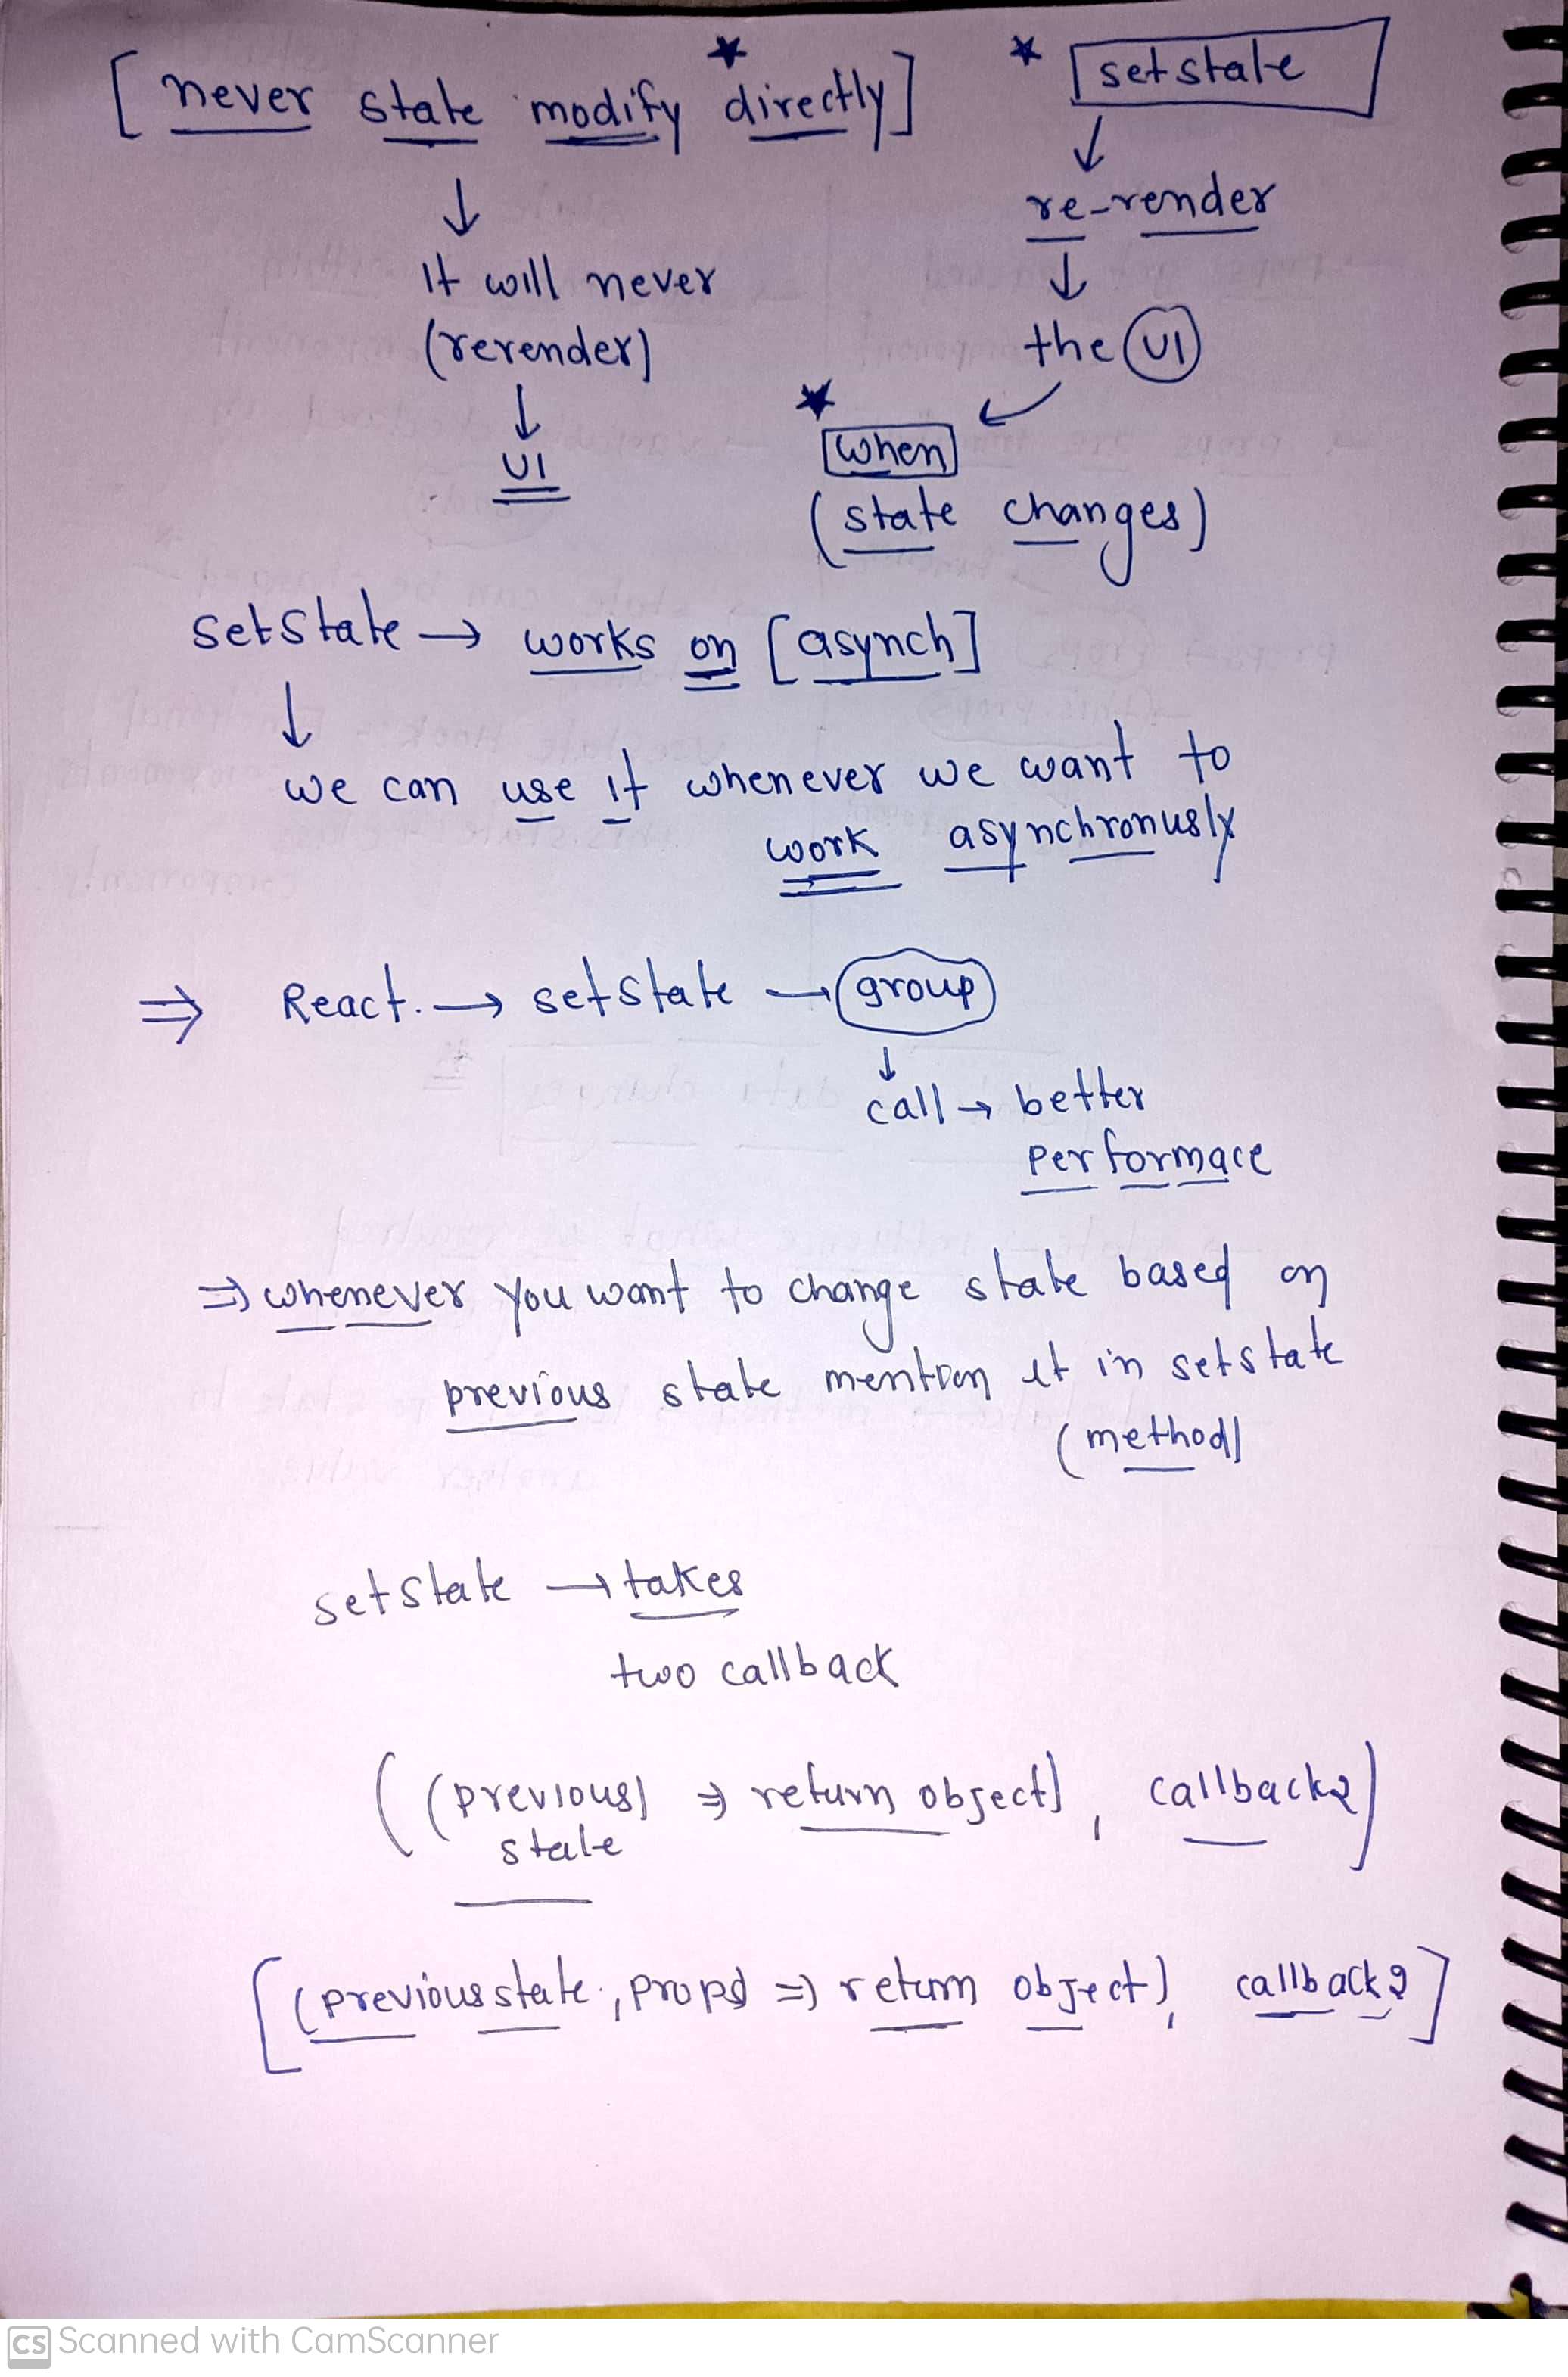 [never state modify directly]
* setstate
↓
↓
re-render
It will never
↓
(rerender)
the UI
↓
UI
when
(state changes)
setstate → works on [asynch]
↓
we can use it whenever we want to
work asynchronusly
⇒ React. → setstate → group
↓
call → better
performace
⇒ whenever you want to change state based on
previous state mention it in setstate
(method)
setstate → takes
two callback
((previous) ⇒ return object), callback2)
state
[(previousstate, props ⇒ return object), callback2]
CS Scanned with CamScanner